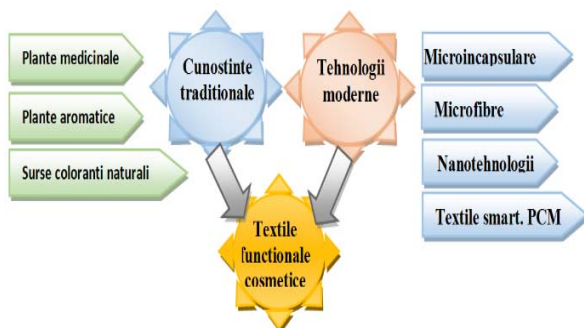 Plante medicinale
Plante aromatice
Surse coloranti naturali
Cunostinte
traditionale
Tehnologii
moderne
Microincapsulare
Microfibre
Nanotehnologii
Textile smart. PCM
Textile
functionale
cosmetice